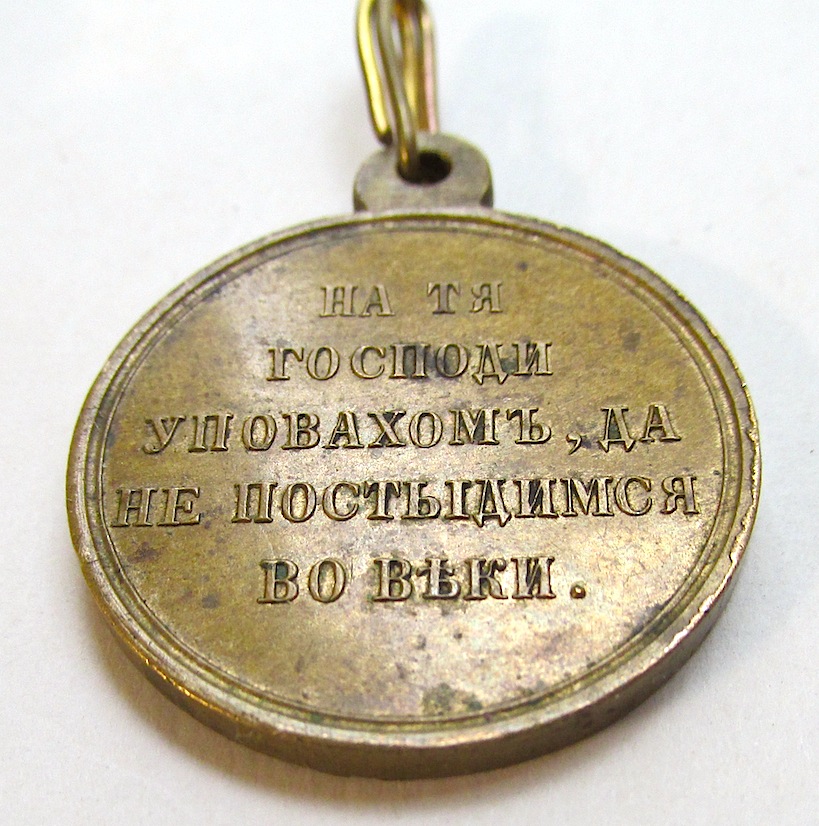 НА ТЯ
ГОСПОДИ
УПОВАХОМЪ, ДА
НЕ ПОСТЫДИМСЯ
ВО ВѢКИ.